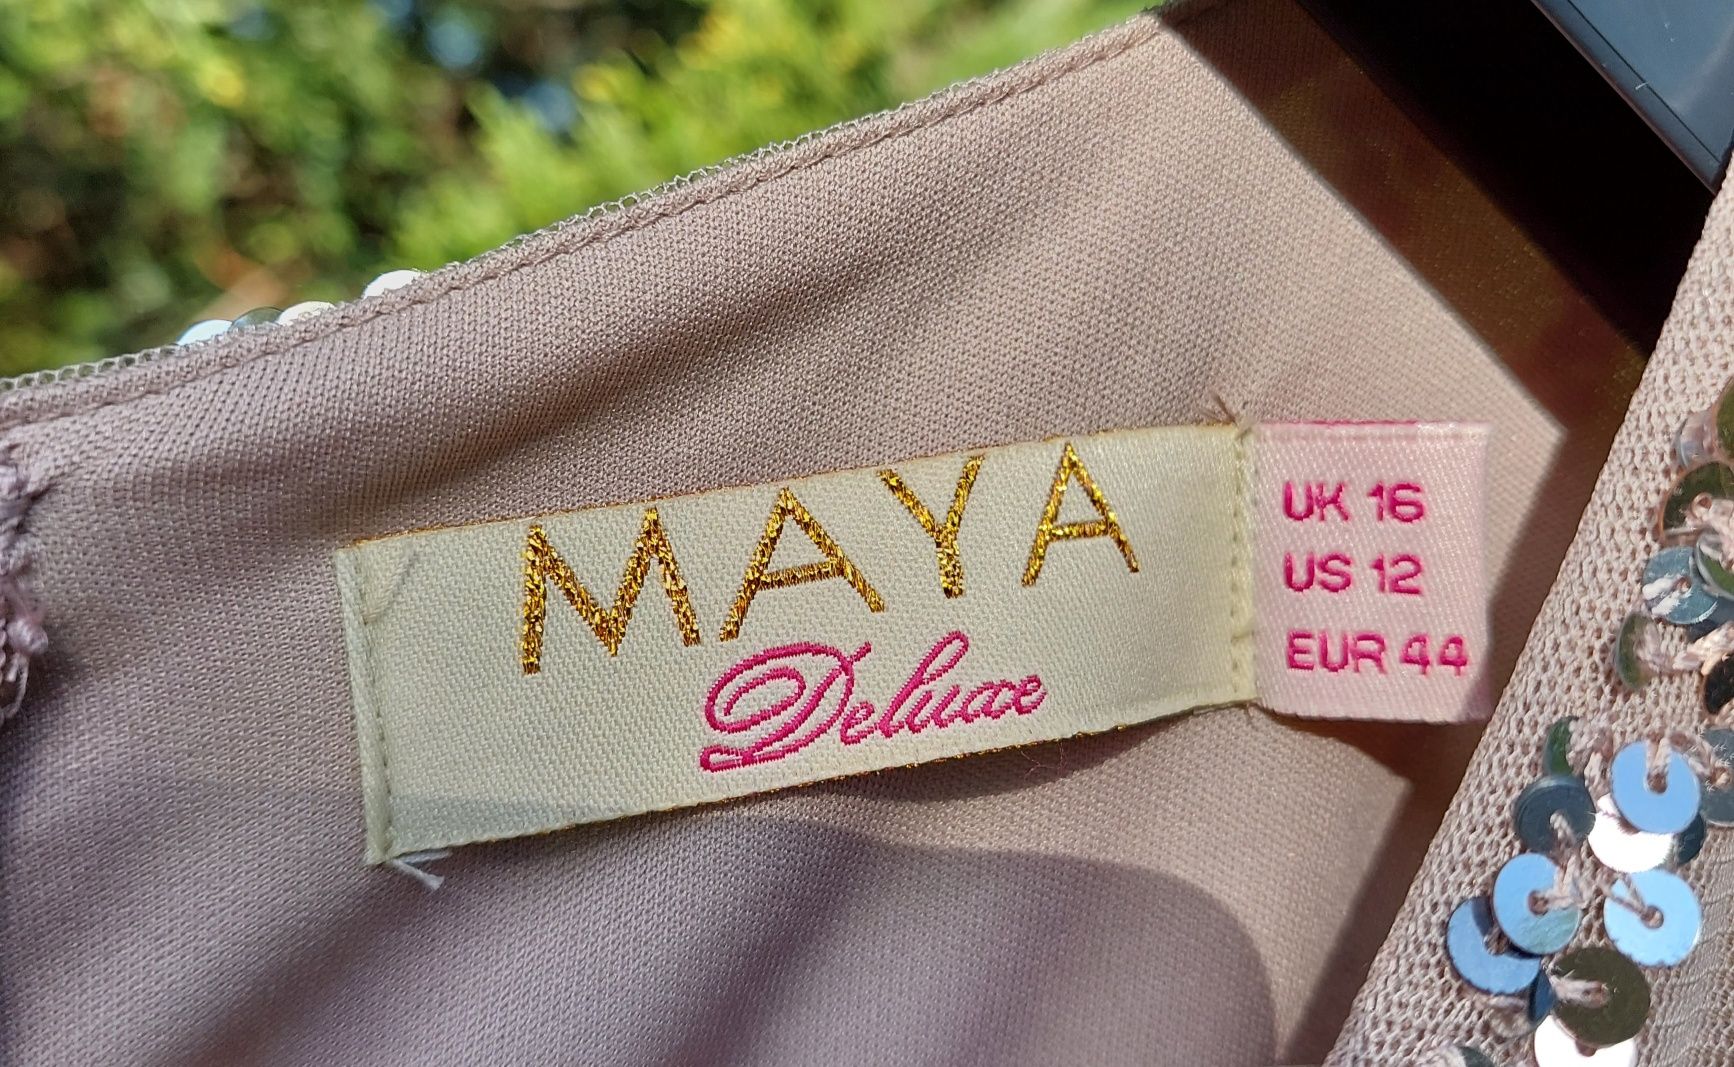 MAYA
Deluxe
UK 16
US 12
EUR 44